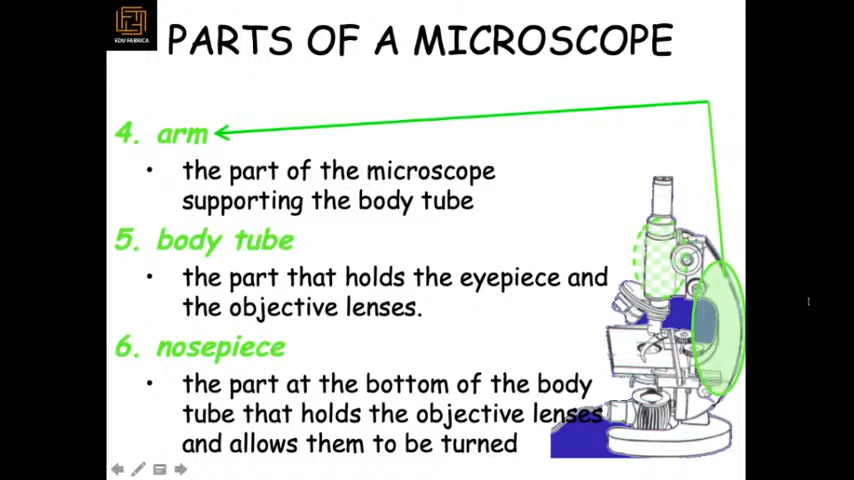 EDU FABRICA
PARTS OF A MICROSCOPE
4. arm
• the part of the microscope
supporting the body tube
5. body tube
• the part that holds the eyepiece and
the objective lenses.
6. nosepiece
• the part at the bottom of the body
tube that holds the objective lenses
and allows them to be turned